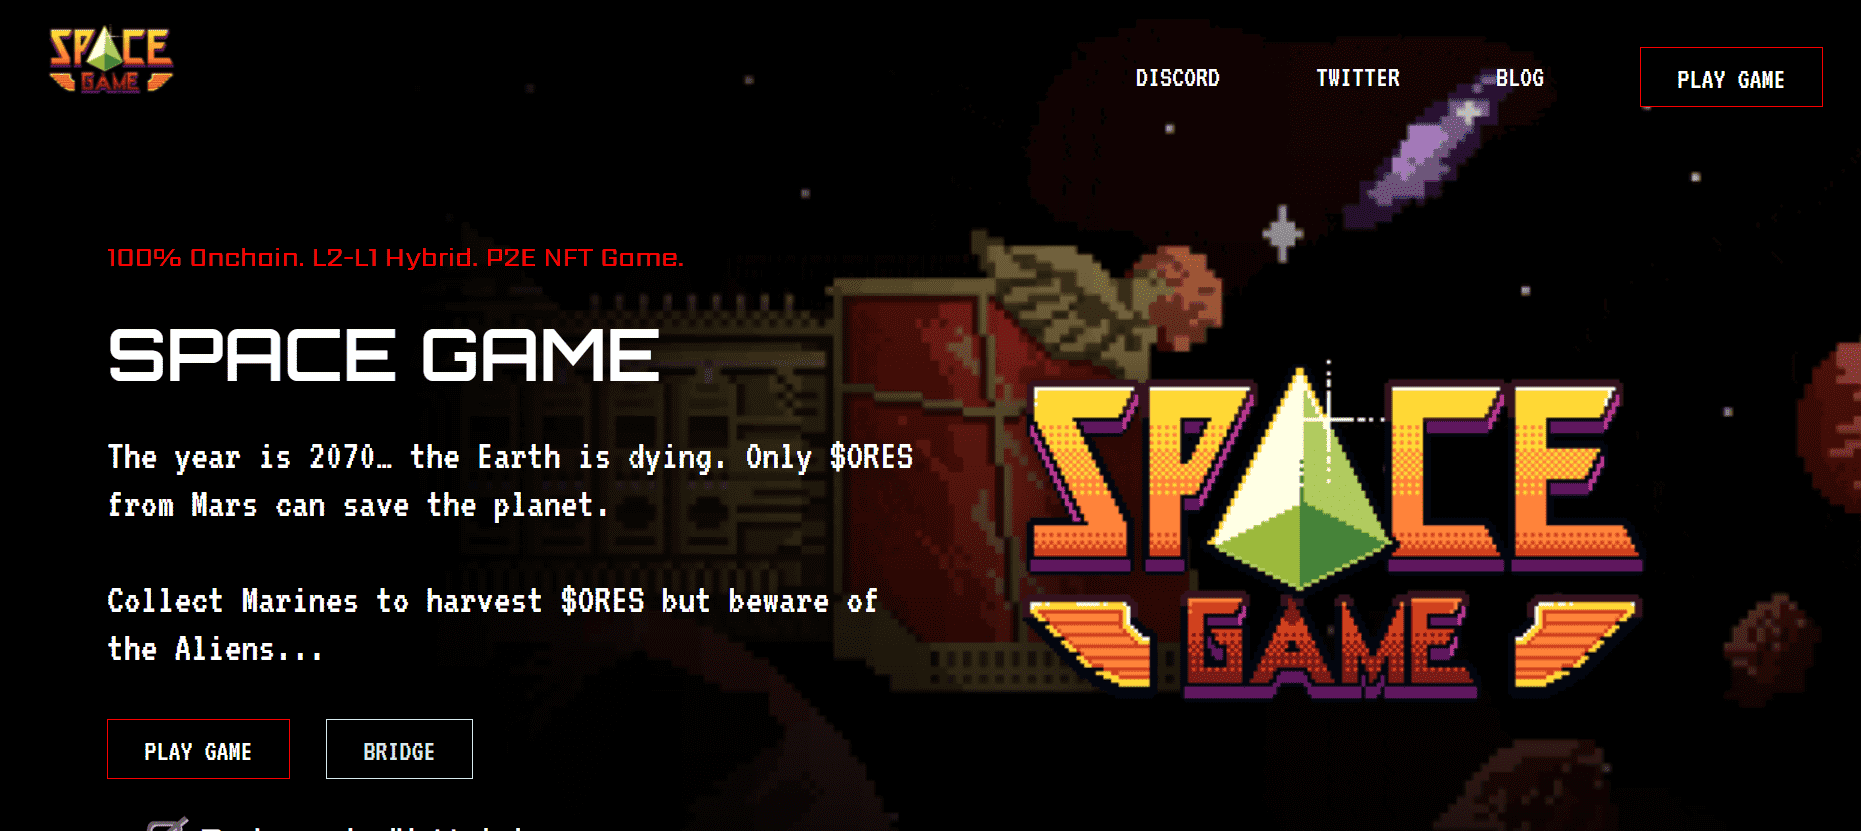 SPACE
GAME
DISCORD
TWITTER
BLOG
PLAY GAME
100% Onchain. L2-L1 Hybrid. P2E NFT Game.
SPACE GAME
The year is 2070… the Earth is dying. Only $ORES
from Mars can save the planet.
Collect Marines to harvest $ORES but beware of
the Aliens...
PLAY GAME
BRIDGE
SPACE
GAME